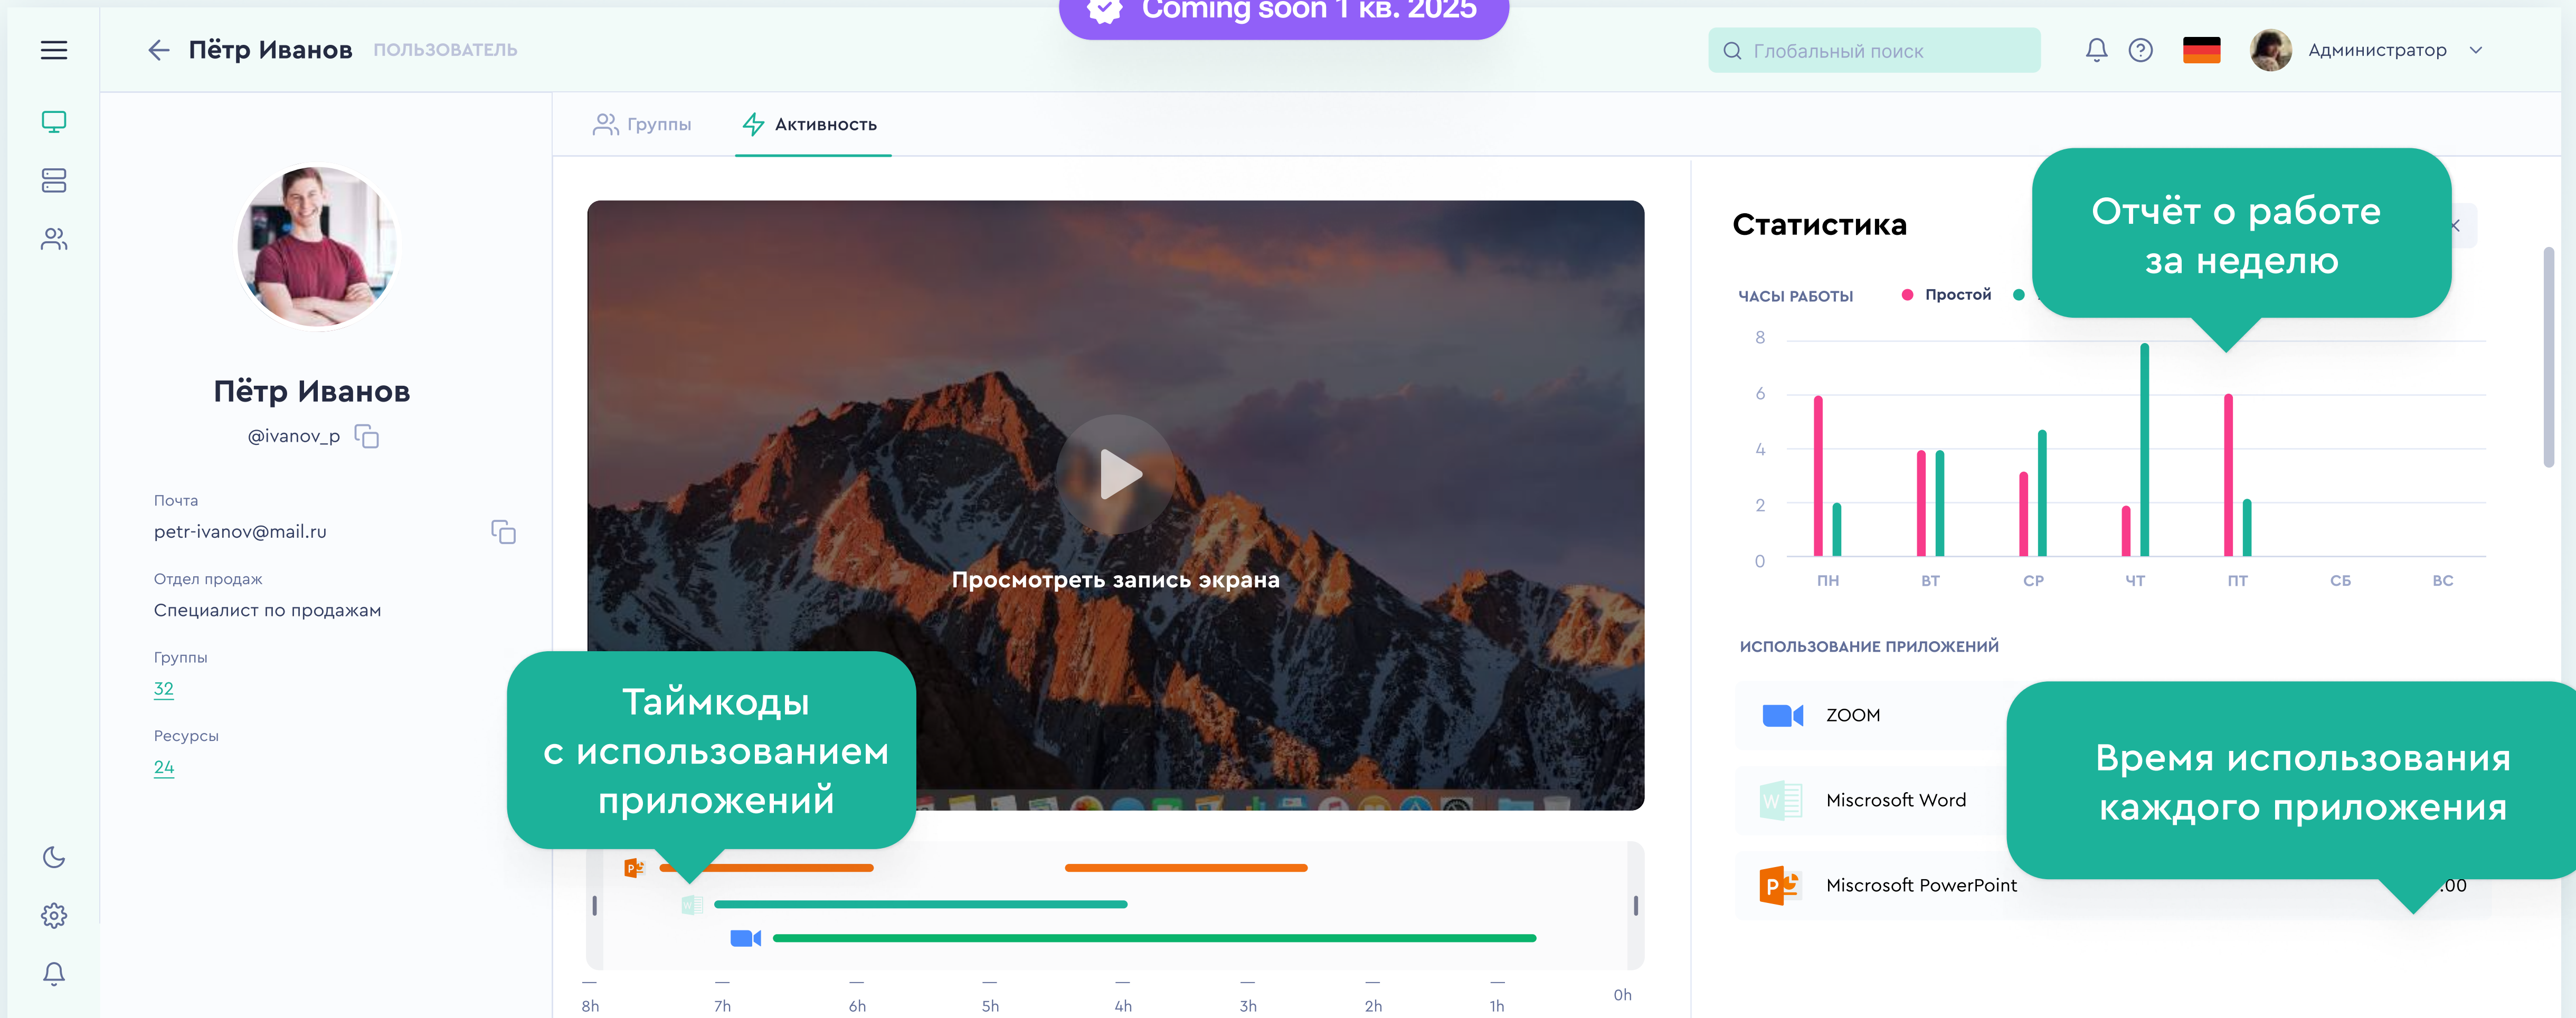 Coming soon 1 кв. 2025
Пётр Иванов ПОЛЬЗОВАТЕЛЬ
Глобальный поиск
Администратор
Группы
Активность
Пётр Иванов
@ivanov_p
Почта
petr-ivanov@mail.ru
Отдел продаж
Специалист по продажам
Группы
32
Ресурсы
24
Просмотреть запись экрана
Таймкоды
с использованием
приложений
8h 7h 6h 5h 4h 3h 2h 1h 0h
Статистика
Отчёт о работе
за неделю
ЧАСЫ РАБОТЫ
Простой
8
6
4
2
0
ПН ВТ СР ЧТ ПТ СБ ВС
ИСПОЛЬЗОВАНИЕ ПРИЛОЖЕНИЙ
ZOOM
Miscrosoft Word
Miscrosoft PowerPoint
Время использования
каждого приложения